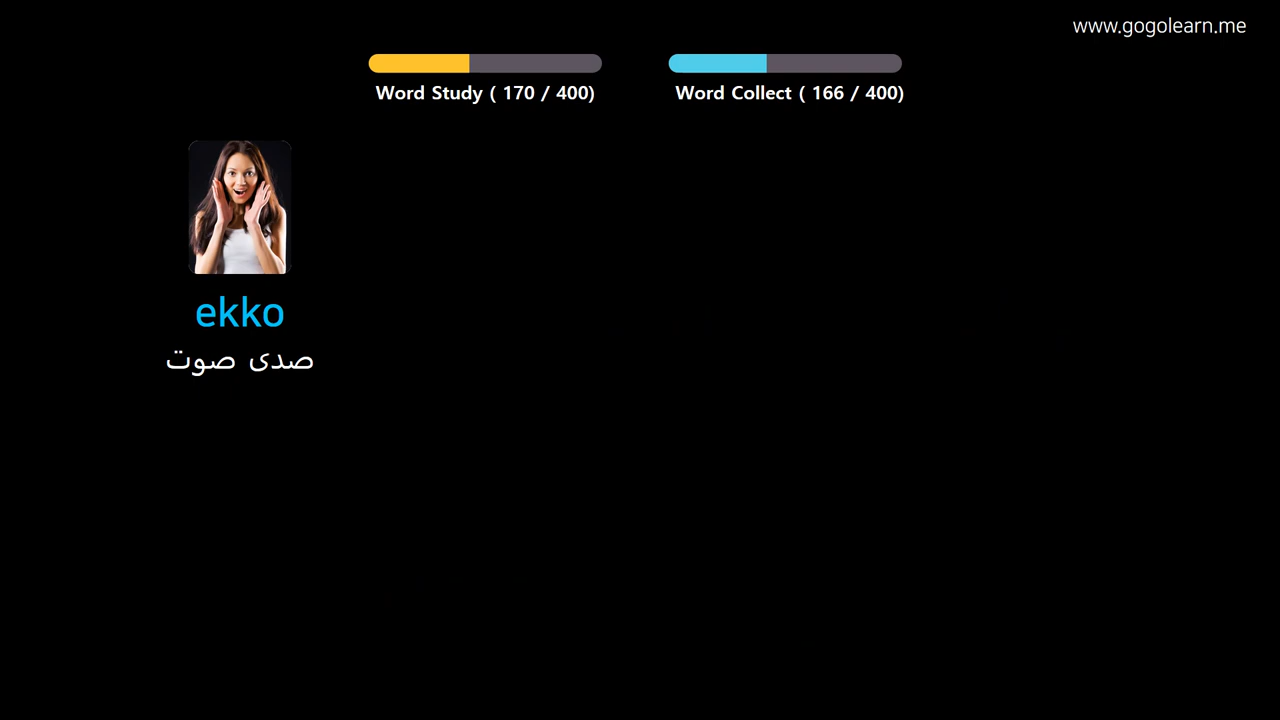 www.gogolearn.me
Word Study ( 170 / 400)
Word Collect ( 166 / 400)
ekko
صدى صوت